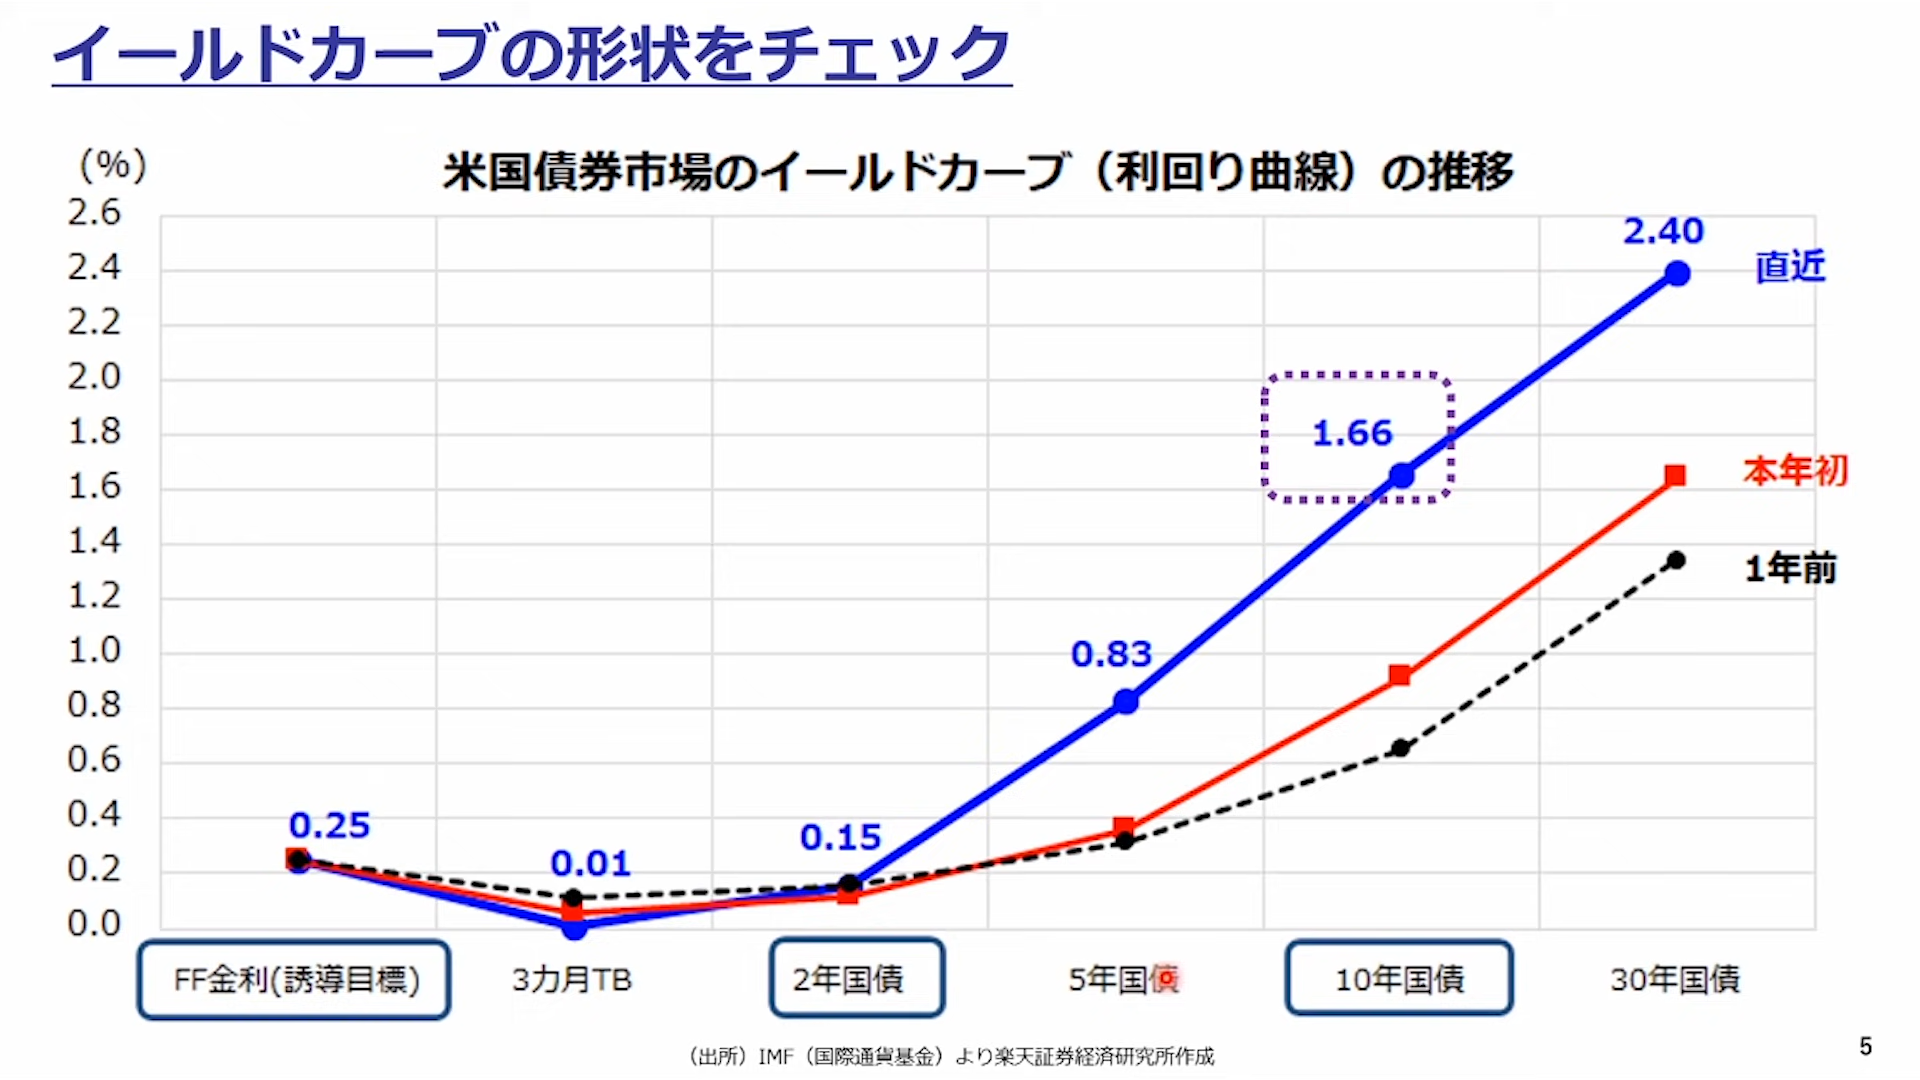 イールドカーブの形状をチェック
米国債券市場のイールドカーブ（利回り曲線）の推移
（%）
2.6
2.4
2.2
2.0
1.8
1.6
1.4
1.2
1.0
0.8
0.6
0.4
0.2
0.0
2.40
直近
1.66
本年初
1年前
0.83
0.25
0.01
0.15
FF金利(誘導目標)
3カ月TB
2年国債
5年国債
10年国債
30年国債
（出所）IMF（国際通貨基金）より楽天証券経済研究所作成
5